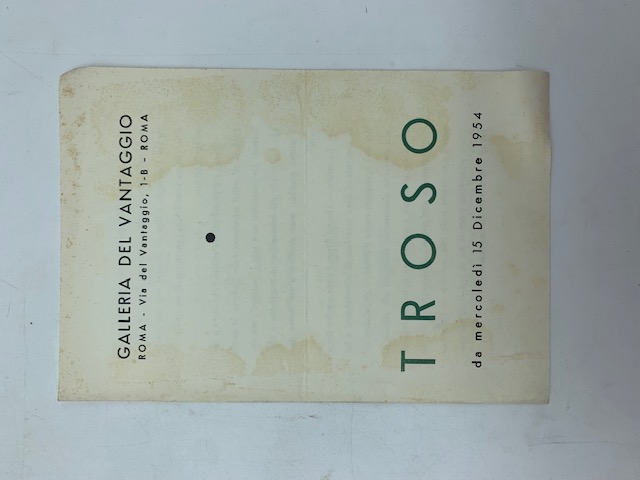 GALLERIA DEL VANTAGGIO
ROMA - Via del Vantaggio, 1-B - ROMA
TROSO
da mercoledì 15 Dicembre 1954